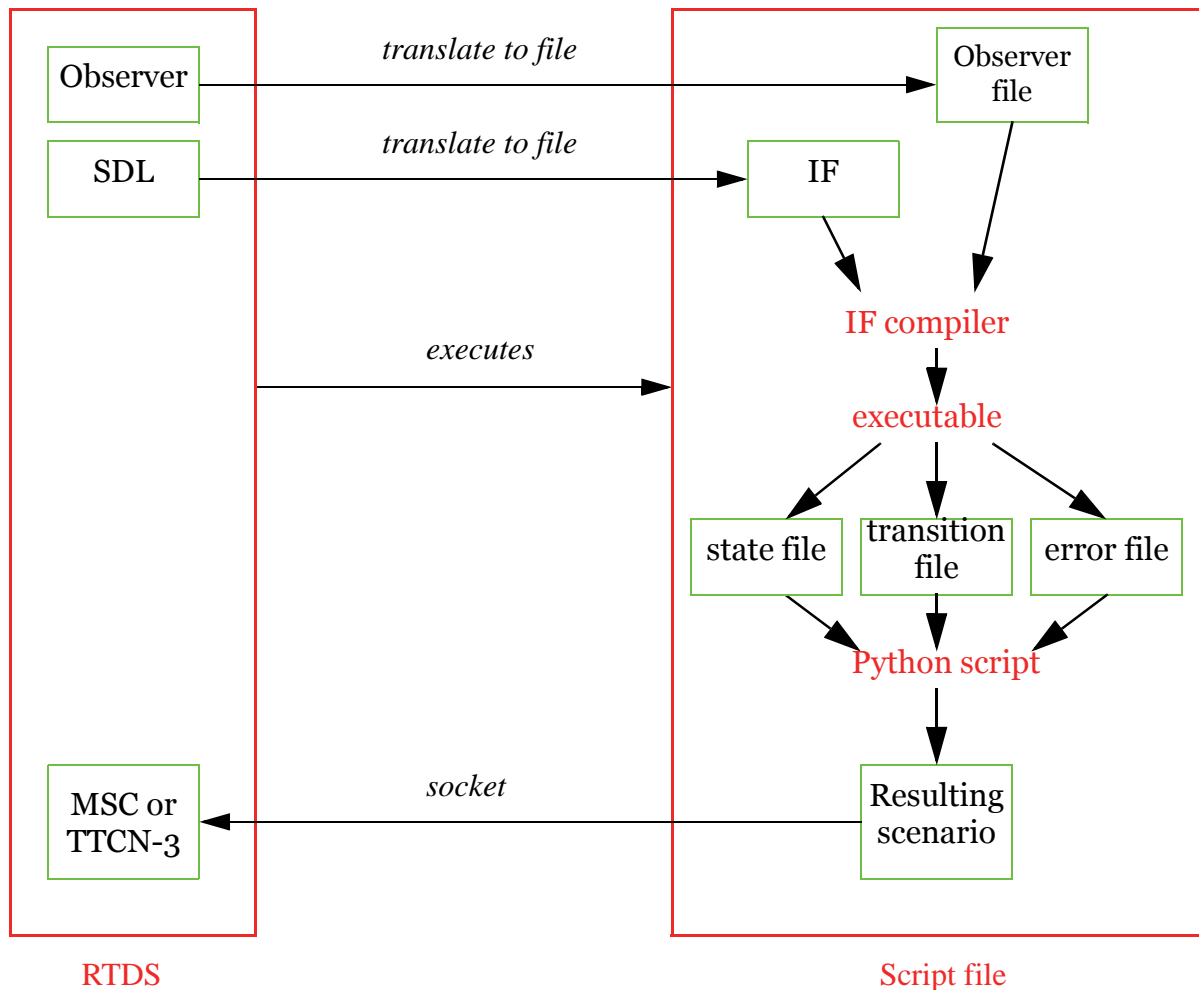 translate to file
Observer
Observer
file
translate to file
SDL
IF
IF compiler
executes
executable
state file
transition
file
error file
Python script
socket
MSC or
TTCN-3
Resulting
scenario
RTDS
Script file